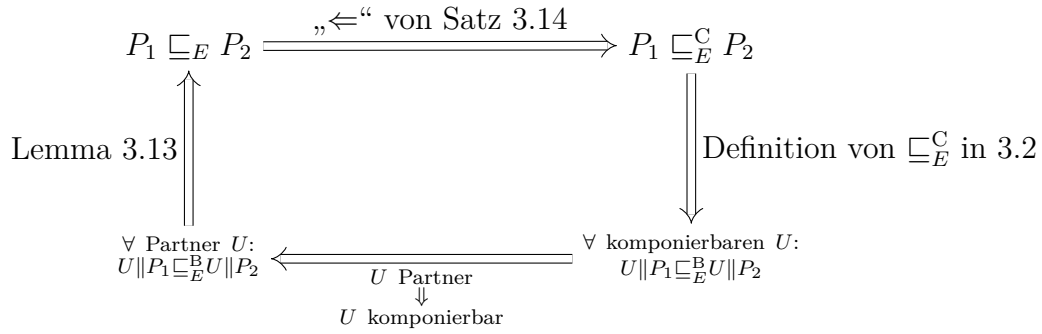 „⇐“ von Satz 3.14
P₁ ⊑_E P₂ ⟹ P₁ ⊑_E^C P₂
Lemma 3.13
Definition von ⊑_E^C in 3.2
∀ Partner U:
U‖P₁⊑_E^B U‖P₂
∀ komponierbaren U:
U‖P₁⊑_E^B U‖P₂
U Partner
⇓
U komponierbar